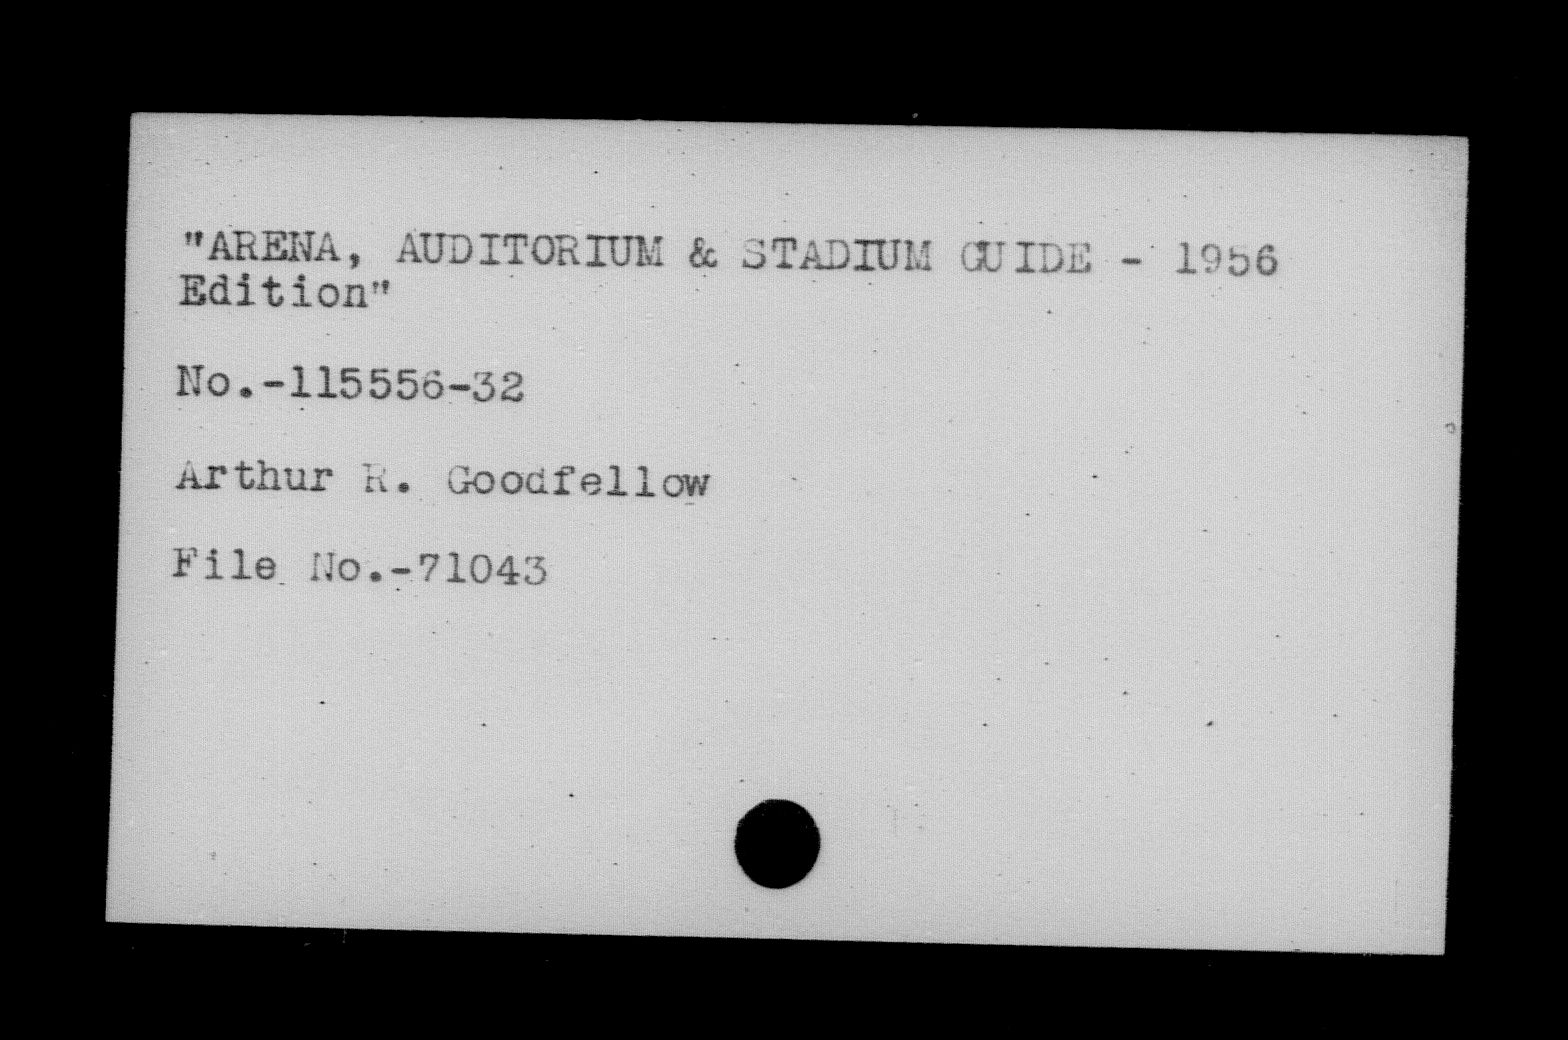 "ARENA, AUDITORIUM & STADIUM GUIDE - 1956
Edition"
No.-115556-32
Arthur R. Goodfellow
File No.-71043